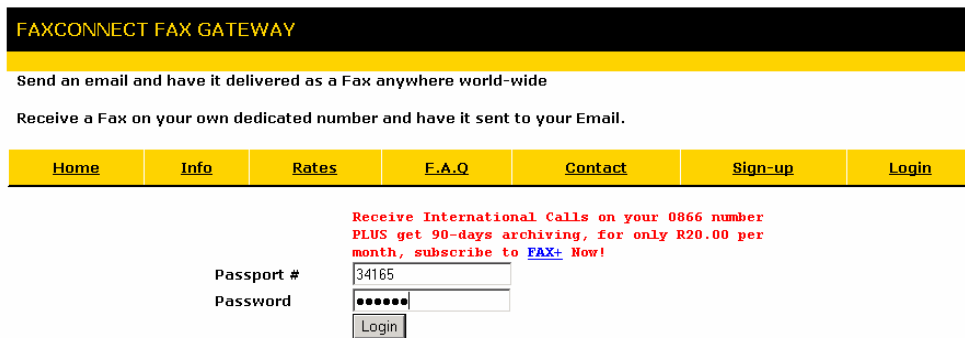 FAXCONNECT FAX GATEWAY
Send an email and have it delivered as a Fax anywhere world-wide
Receive a Fax on your own dedicated number and have it sent to your Email.
Home Info Rates F.A.Q Contact Sign-up Login
Receive International Calls on your 0866 number
PLUS get 90-days archiving, for only R20.00 per
month, subscribe to FAX+ Now!
Passport # 34165
Password ●●●●●●
Login